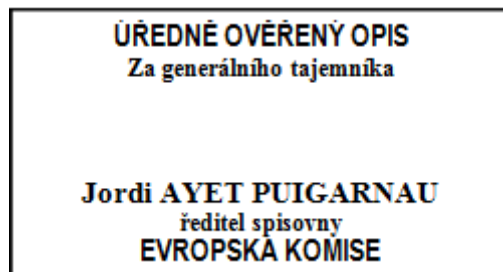 ÚŘEDNĚ OVĚŘENÝ OPIS
Za generálního tajemníka
Jordi AYET PUIGARNAU
ředitel spisovny
EVROPSKÁ KOMISE